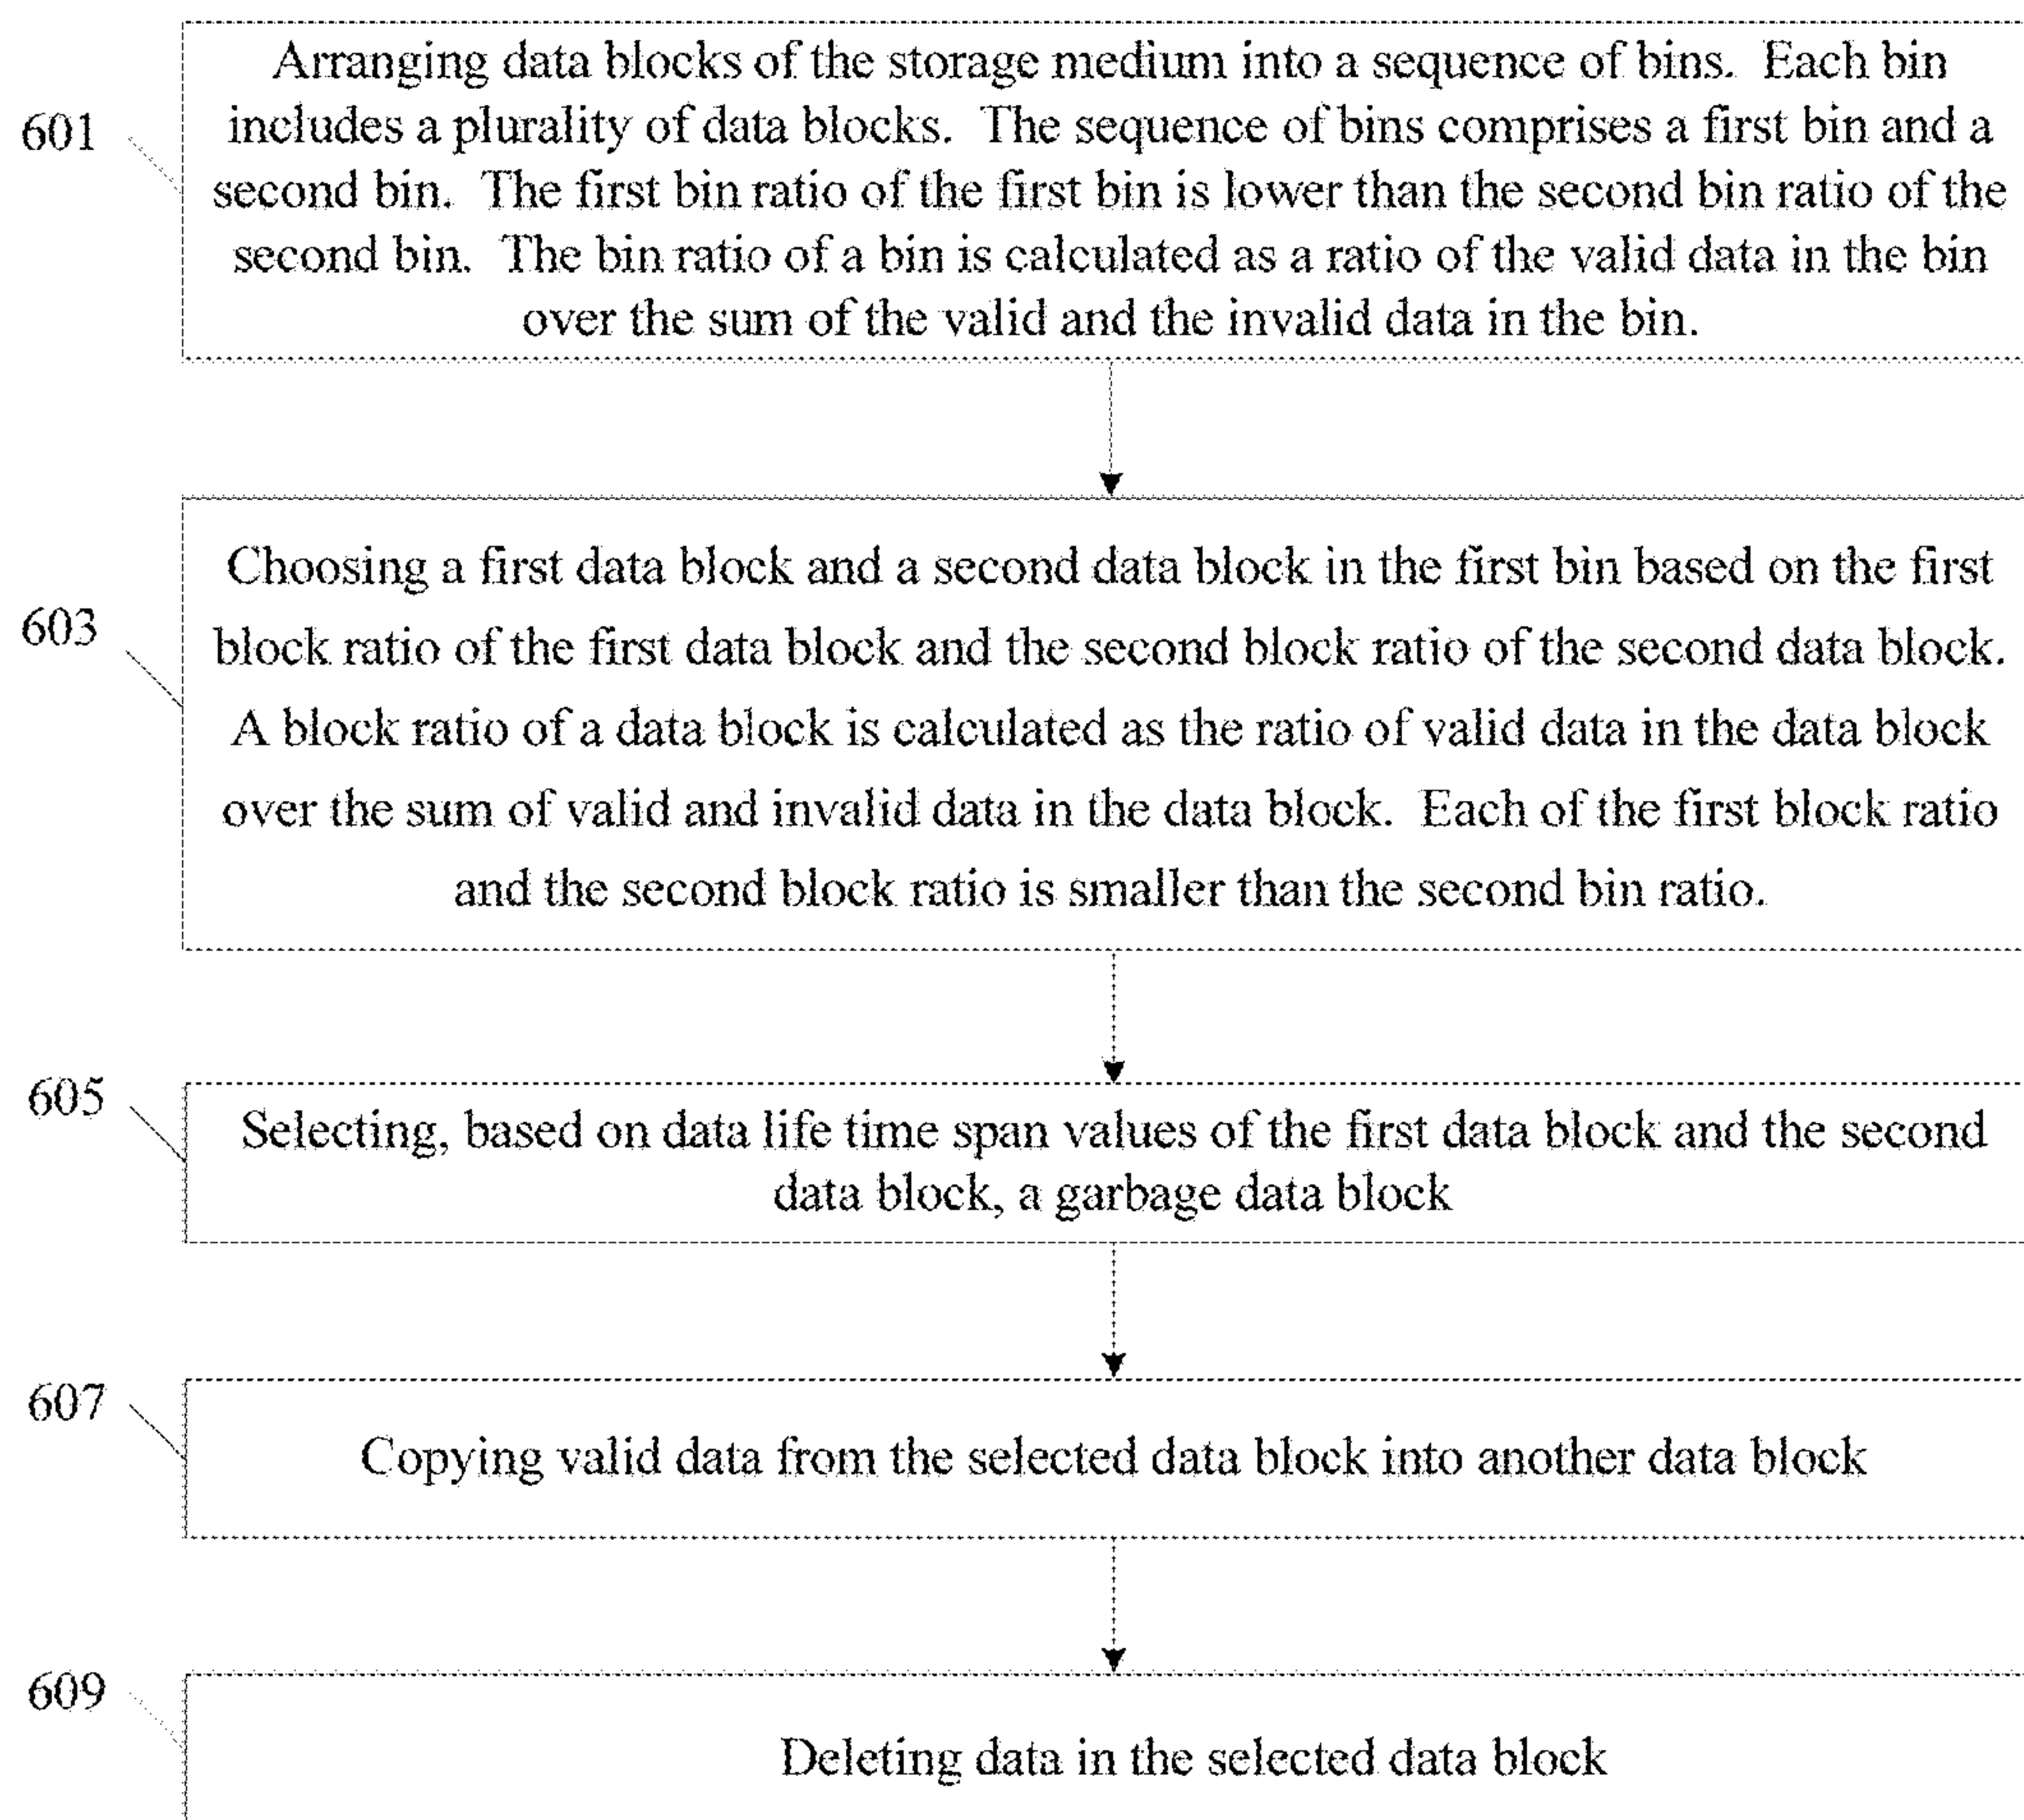 Arranging data blocks of the storage medium into a sequence of bins. Each bin
601
includes a plurality of data blocks. The sequence of bins comprises a first bin and a
second bin. The first bin ratio of the first bin is lower than the second bin ratio of the
second bin. The bin ratio of a bin is calculated as a ratio of the valid data in the bin
over the sum of the valid and the invalid data in the bin.
Choosing a first data block and a second data block in the first bin based on the first
603
block ratio of the first data block and the second block ratio of the second data block.
A block ratio of a data block is calculated as the ratio of valid data in the data block
over the sum of valid and invalid data in the data block. Each of the first block ratio
and the second block ratio is smaller than the second bin ratio.
605
Selecting, based on data life time span values of the first data block and the second
data block, a garbage data block
607
Copying valid data from the selected data block into another data block
609
Deleting data in the selected data block